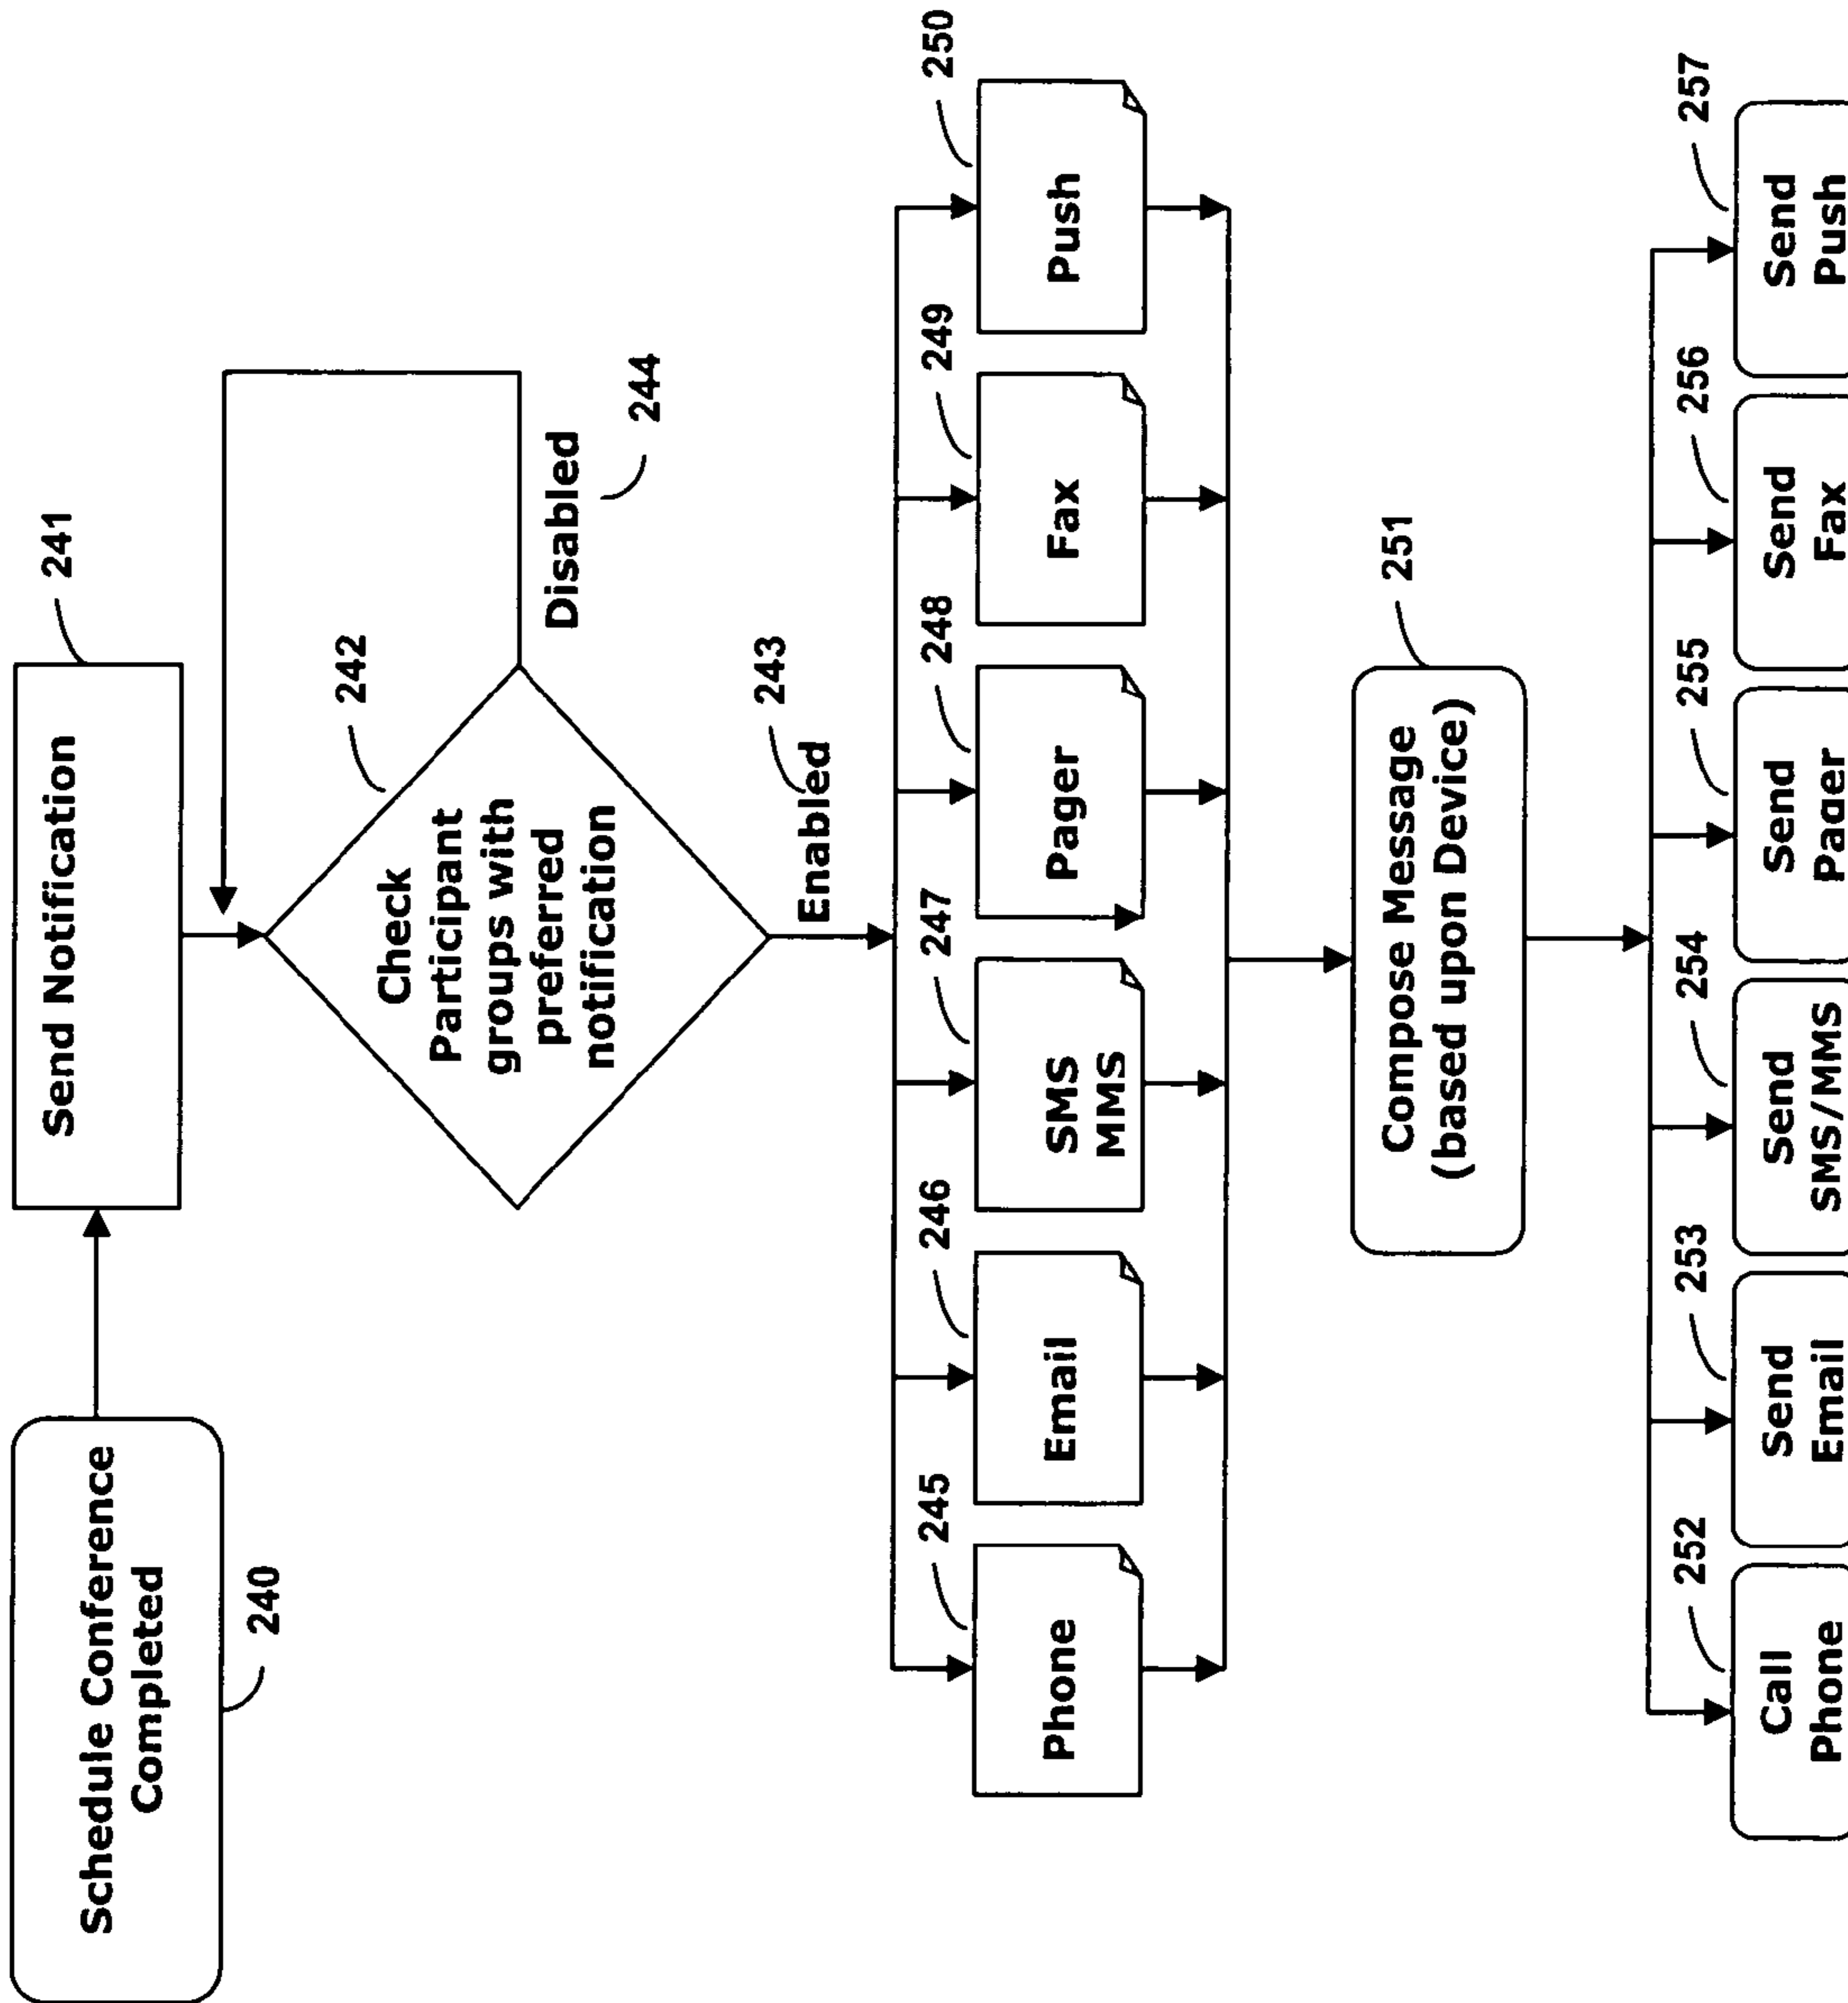 Schedule Conference
Completed
240
Send Notification
241
242
Check
Participant
groups with
preferred
notification
Disabled
244
Enabled
243
245
246
247
248
249
250
Phone
Email
SMS
MMS
Pager
Fax
Push
Compose Message
(based upon Device)
251
252
253
254
255
256
257
Call
Phone
Send
Email
Send
SMS/MMS
Send
Pager
Send
Fax
Send
Push